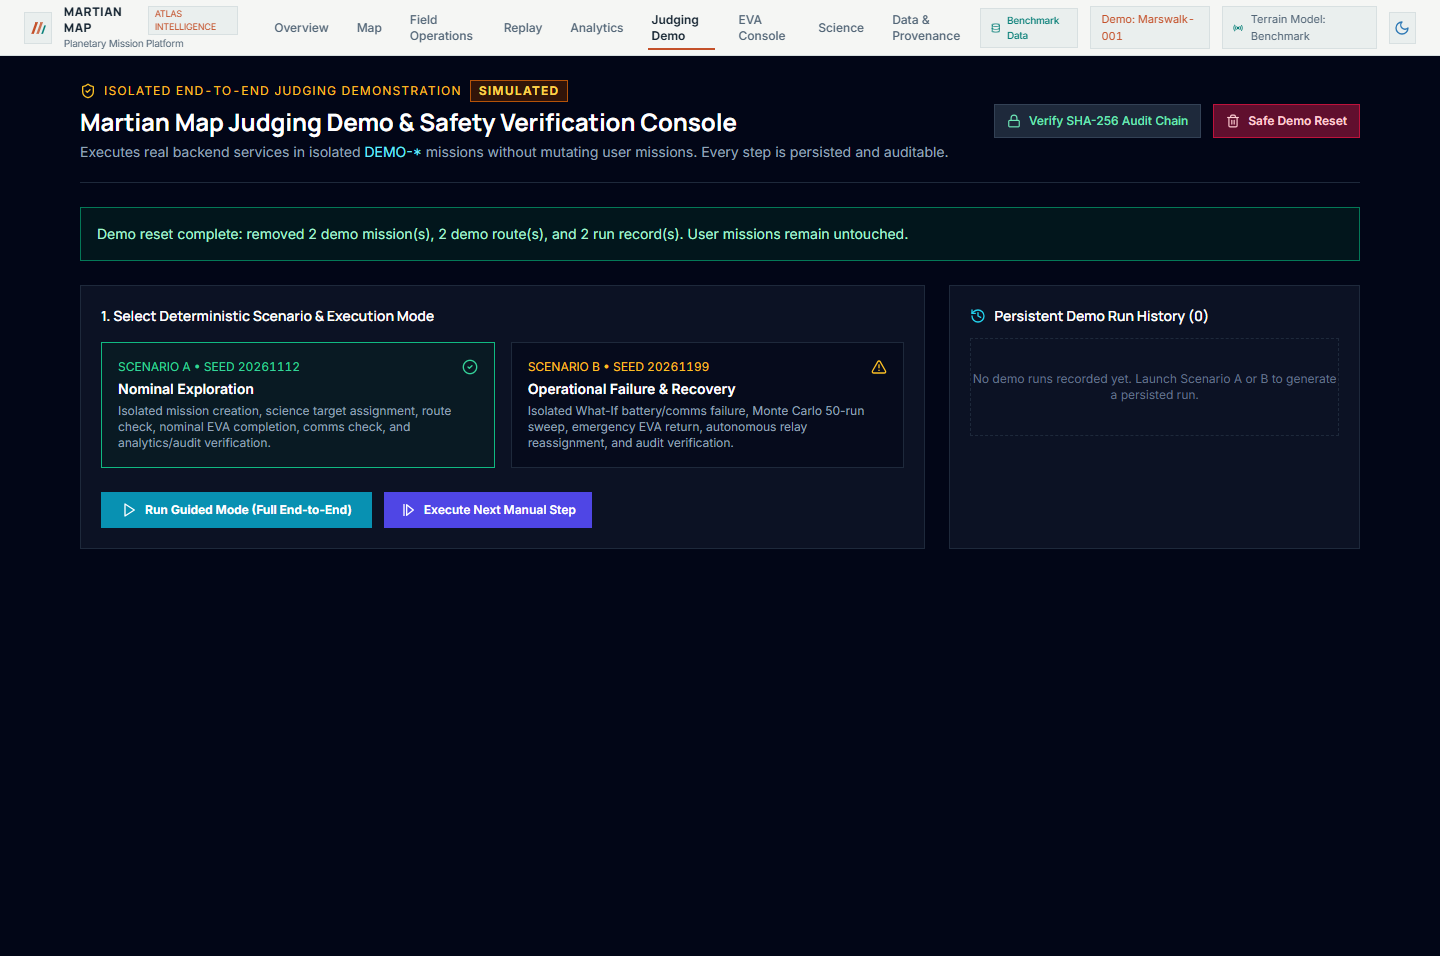 MARTIAN MAP
ATLAS INTELLIGENCE
Planetary Mission Platform
Overview
Map
Field Operations
Replay
Analytics
Judging Demo
EVA Console
Science
Data & Provenance
Benchmark Data
Demo: Marswalk-001
Terrain Model: Benchmark
ISOLATED END-TO-END JUDGING DEMONSTRATION
SIMULATED
Martian Map Judging Demo & Safety Verification Console
Executes real backend services in isolated DEMO-* missions without mutating user missions. Every step is persisted and auditable.
Verify SHA-256 Audit Chain
Safe Demo Reset
Demo reset complete: removed 2 demo mission(s), 2 demo route(s), and 2 run record(s). User missions remain untouched.
1. Select Deterministic Scenario & Execution Mode
SCENARIO A • SEED 20261112
Nominal Exploration
Isolated mission creation, science target assignment, route
check, nominal EVA completion, comms check, and
analytics/audit verification.
SCENARIO B • SEED 20261199
Operational Failure & Recovery
Isolated What-If battery/comms failure, Monte Carlo 50-run
sweep, emergency EVA return, autonomous relay
reassignment, and audit verification.
Run Guided Mode (Full End-to-End)
Execute Next Manual Step
Persistent Demo Run History (0)
No demo runs recorded yet. Launch Scenario A or B to generate
a persisted run.